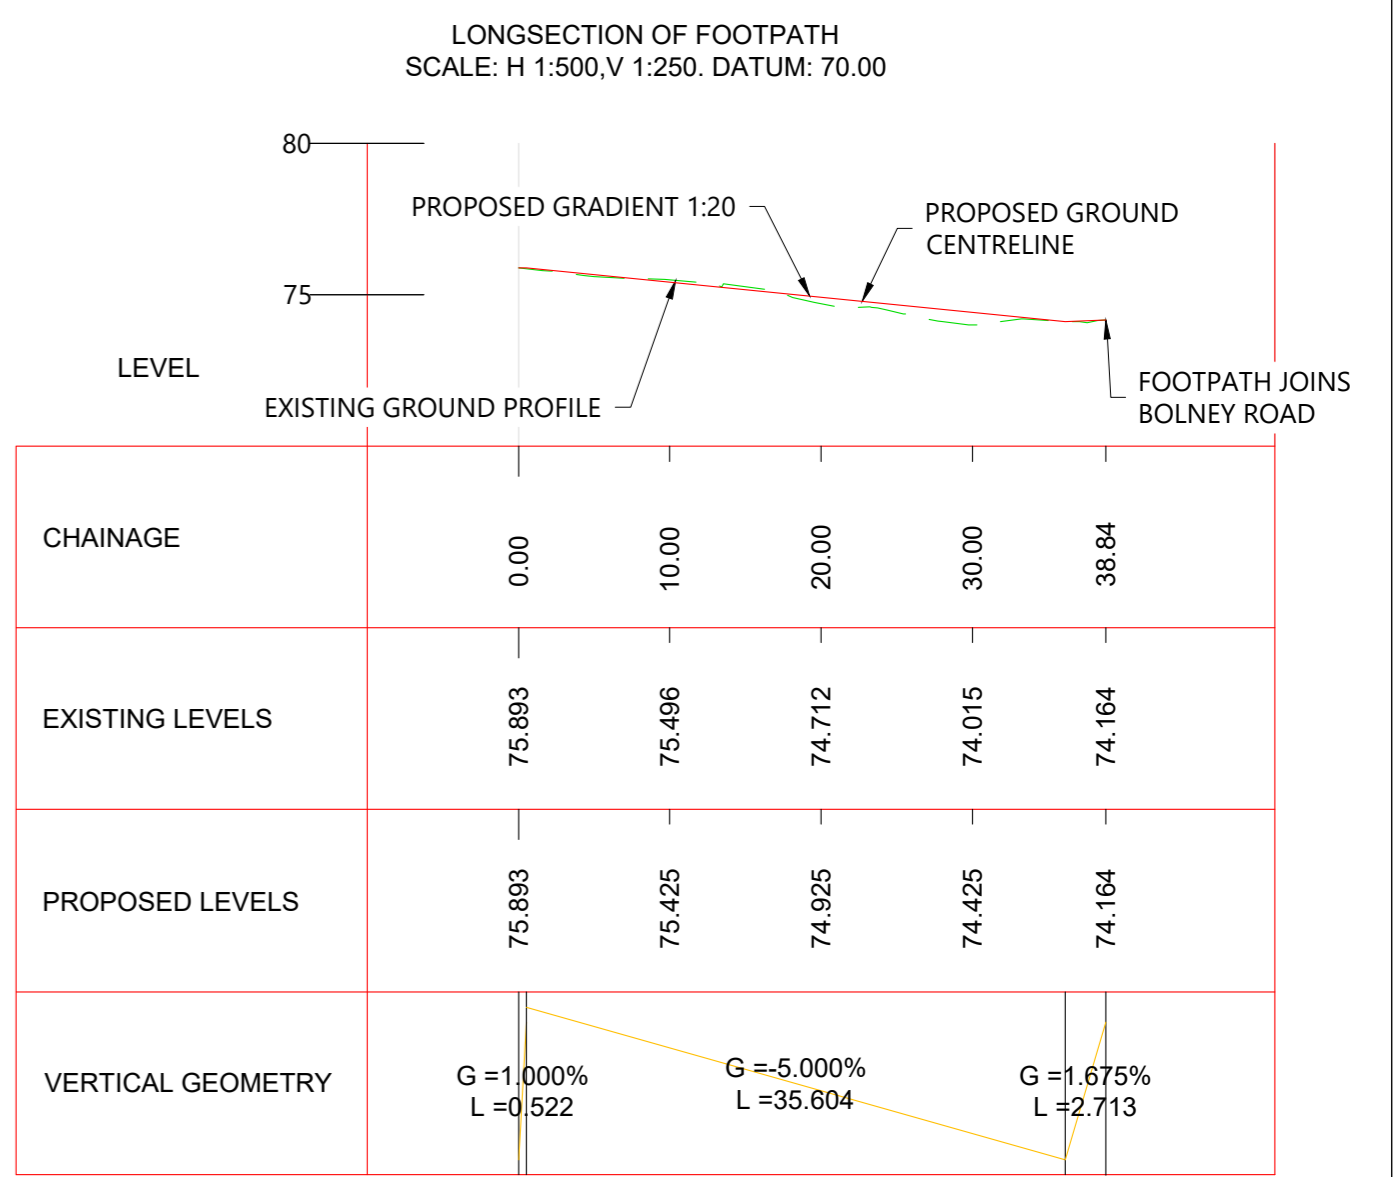 LONGSECTION OF FOOTPATH
SCALE: H 1:500,V 1:250. DATUM: 70.00
80
PROPOSED GRADIENT 1:20
PROPOSED GROUND
CENTRELINE
75
LEVEL
EXISTING GROUND PROFILE
FOOTPATH JOINS
BOLNEY ROAD
CHAINAGE
0.00
10.00
20.00
30.00
38.84
EXISTING LEVELS
75.893
75.496
74.712
74.015
74.164
PROPOSED LEVELS
75.893
75.425
74.925
74.425
74.164
VERTICAL GEOMETRY
G =1.000%
L =0.522
G =-5.000%
L =35.604
G =1.675%
L =2.713